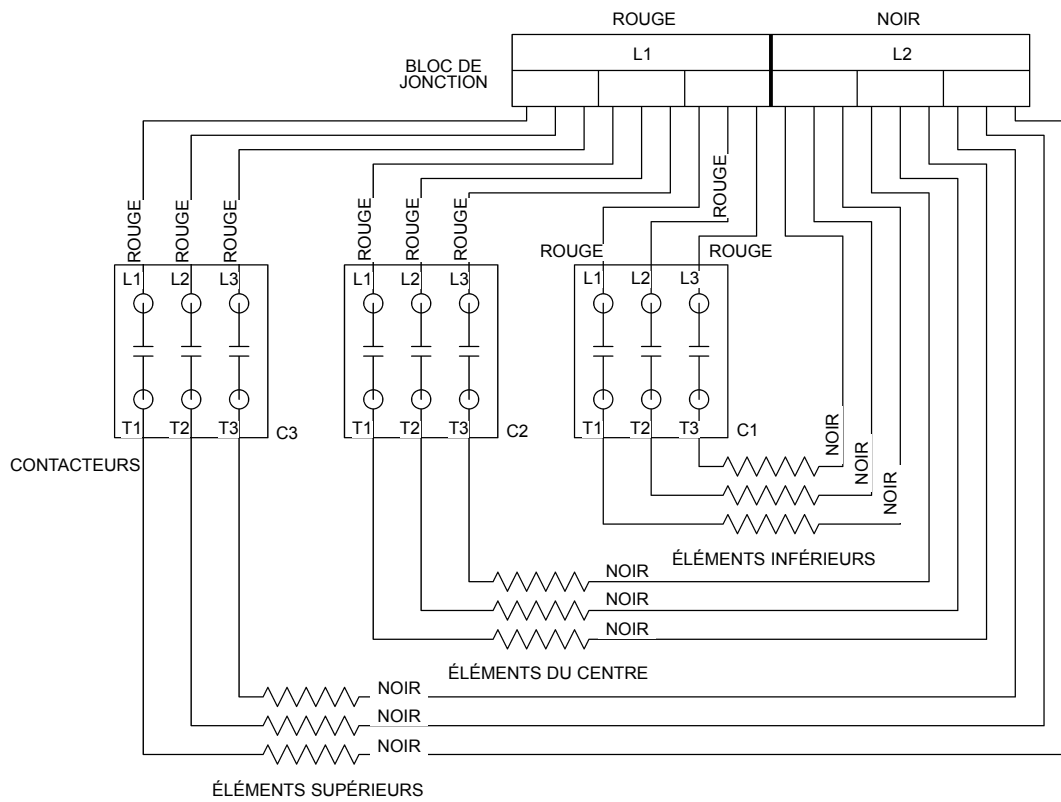 ROUGE
NOIR
L1
L2
BLOC DE
JONCTION
ROUGE
ROUGE
ROUGE
ROUGE
ROUGE
ROUGE
ROUGE
ROUGE
ROUGE
L1
L2
L3
L1
L2
L3
L1
L2
L3
T1
T2
T3
C3
T1
T2
T3
C2
T1
T2
T3
C1
CONTACTEURS
NOIR
NOIR
NOIR
ÉLÉMENTS INFÉRIEURS
NOIR
NOIR
NOIR
ÉLÉMENTS DU CENTRE
NOIR
NOIR
NOIR
ÉLÉMENTS SUPÉRIEURS